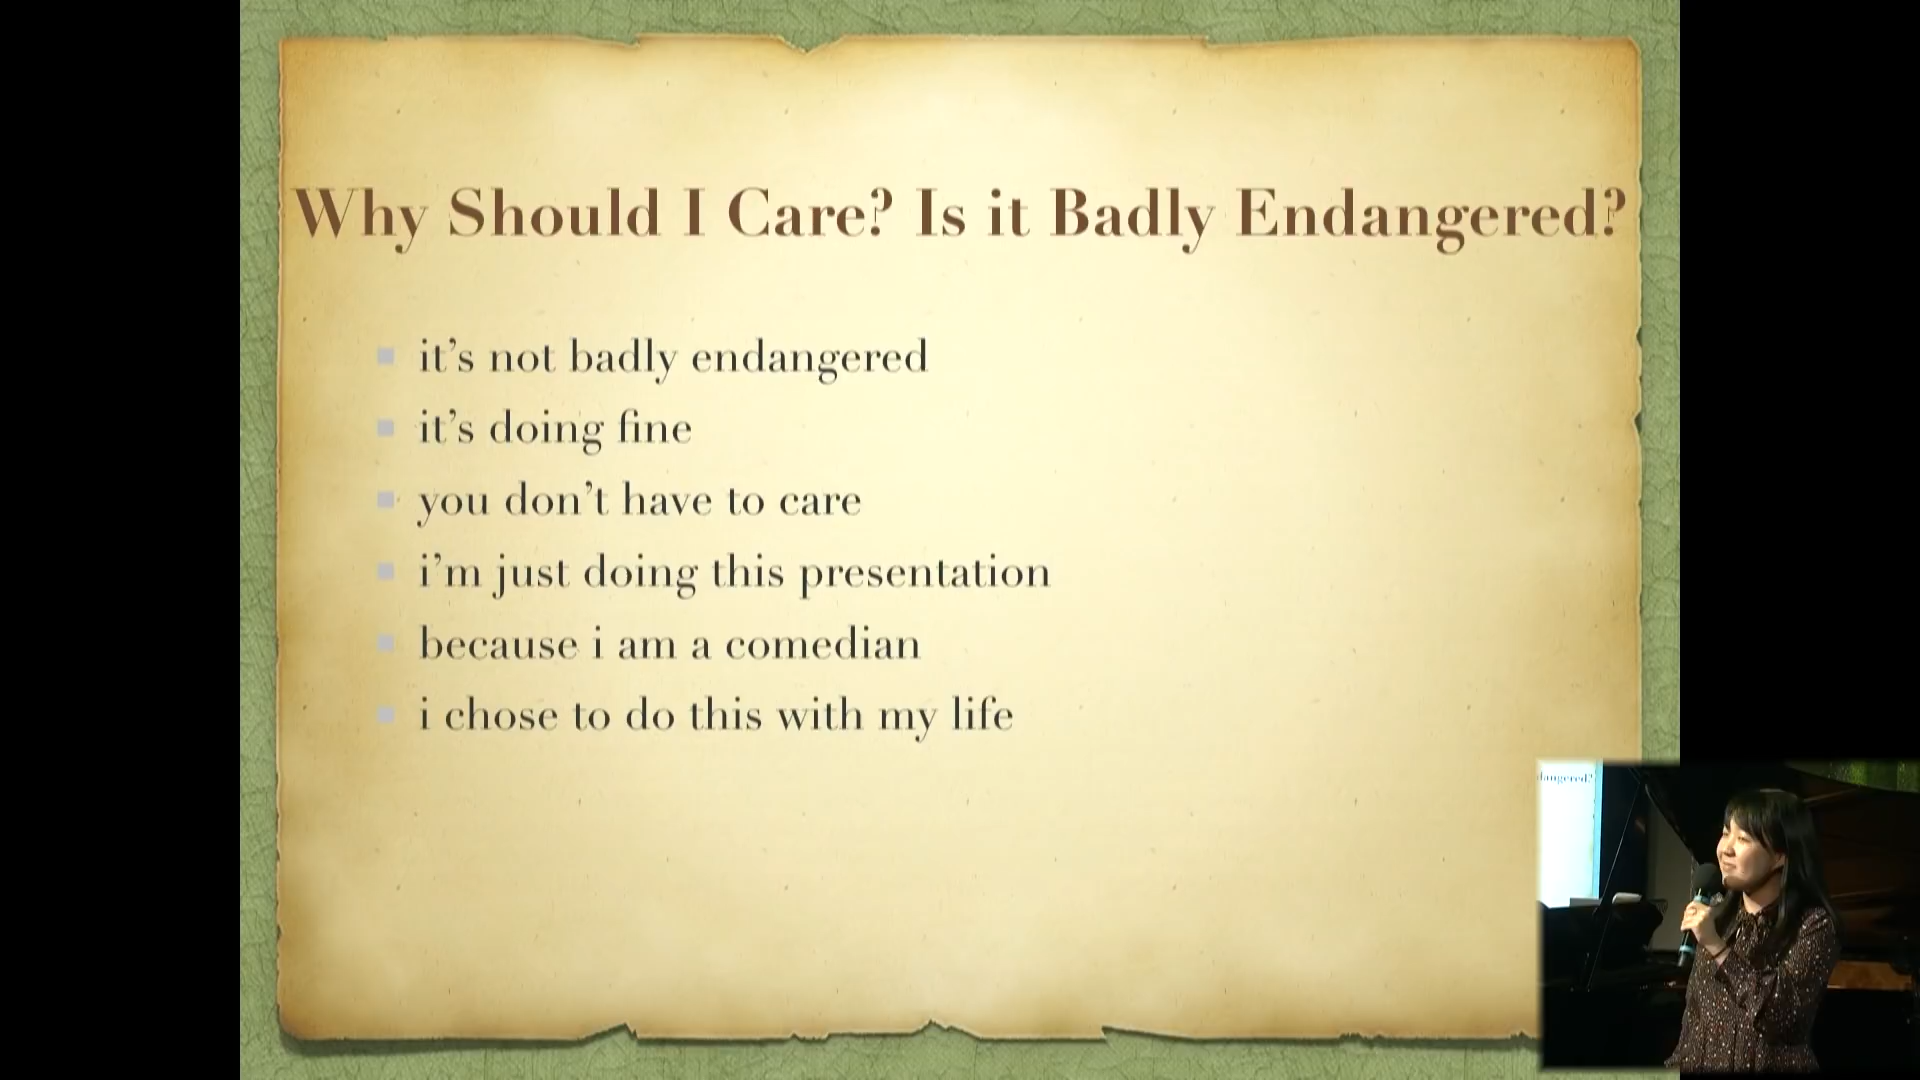 Why Should I Care? Is it Badly Endangered?
it’s not badly endangered
it’s doing fine
you don’t have to care
i’m just doing this presentation
because i am a comedian
i chose to do this with my life
dangered?